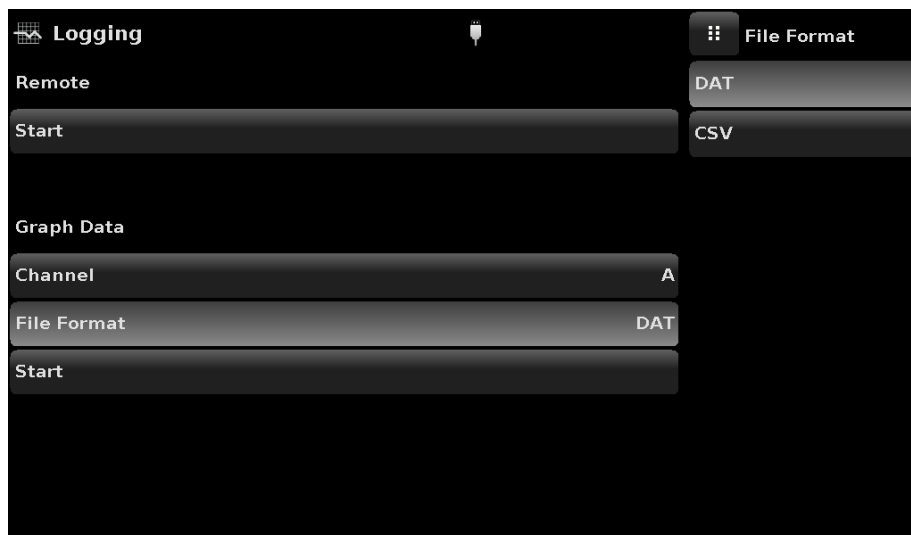 Logging
Remote
Start
Graph Data
Channel A
File Format DAT
Start
File Format
DAT
CSV